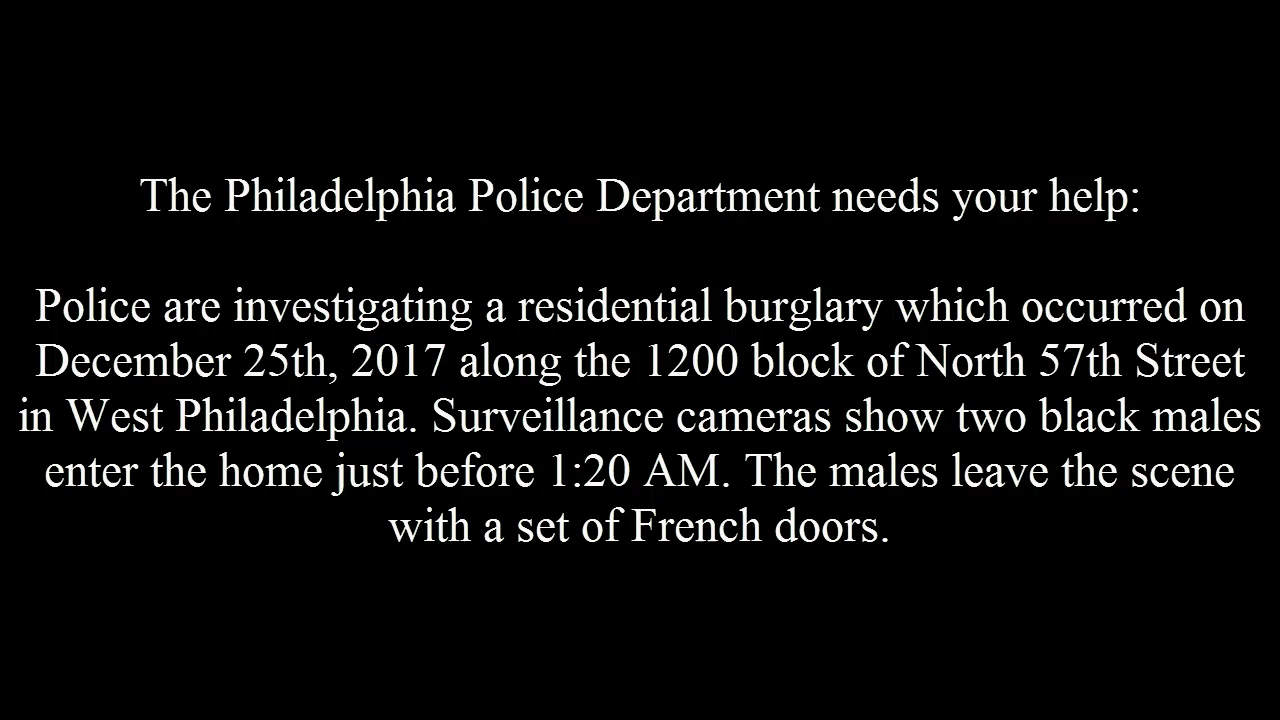 The Philadelphia Police Department needs your help:
Police are investigating a residential burglary which occurred on
December 25th, 2017 along the 1200 block of North 57th Street
in West Philadelphia. Surveillance cameras show two black males
enter the home just before 1:20 AM. The males leave the scene
with a set of French doors.